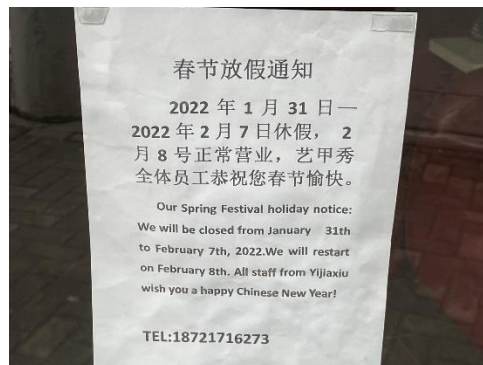 春节放假通知
2022 年 1 月 31 日一
2022 年 2 月 7 日休假， 2
月 8 号正常营业，艺甲秀
全体员工恭祝您春节愉快。
Our Spring Festival holiday notice:
We will be closed from January 31th
to February 7th, 2022.We will restart
on February 8th. All staff from Yijiaxiu
wish you a happy Chinese New Year!
TEL:18721716273